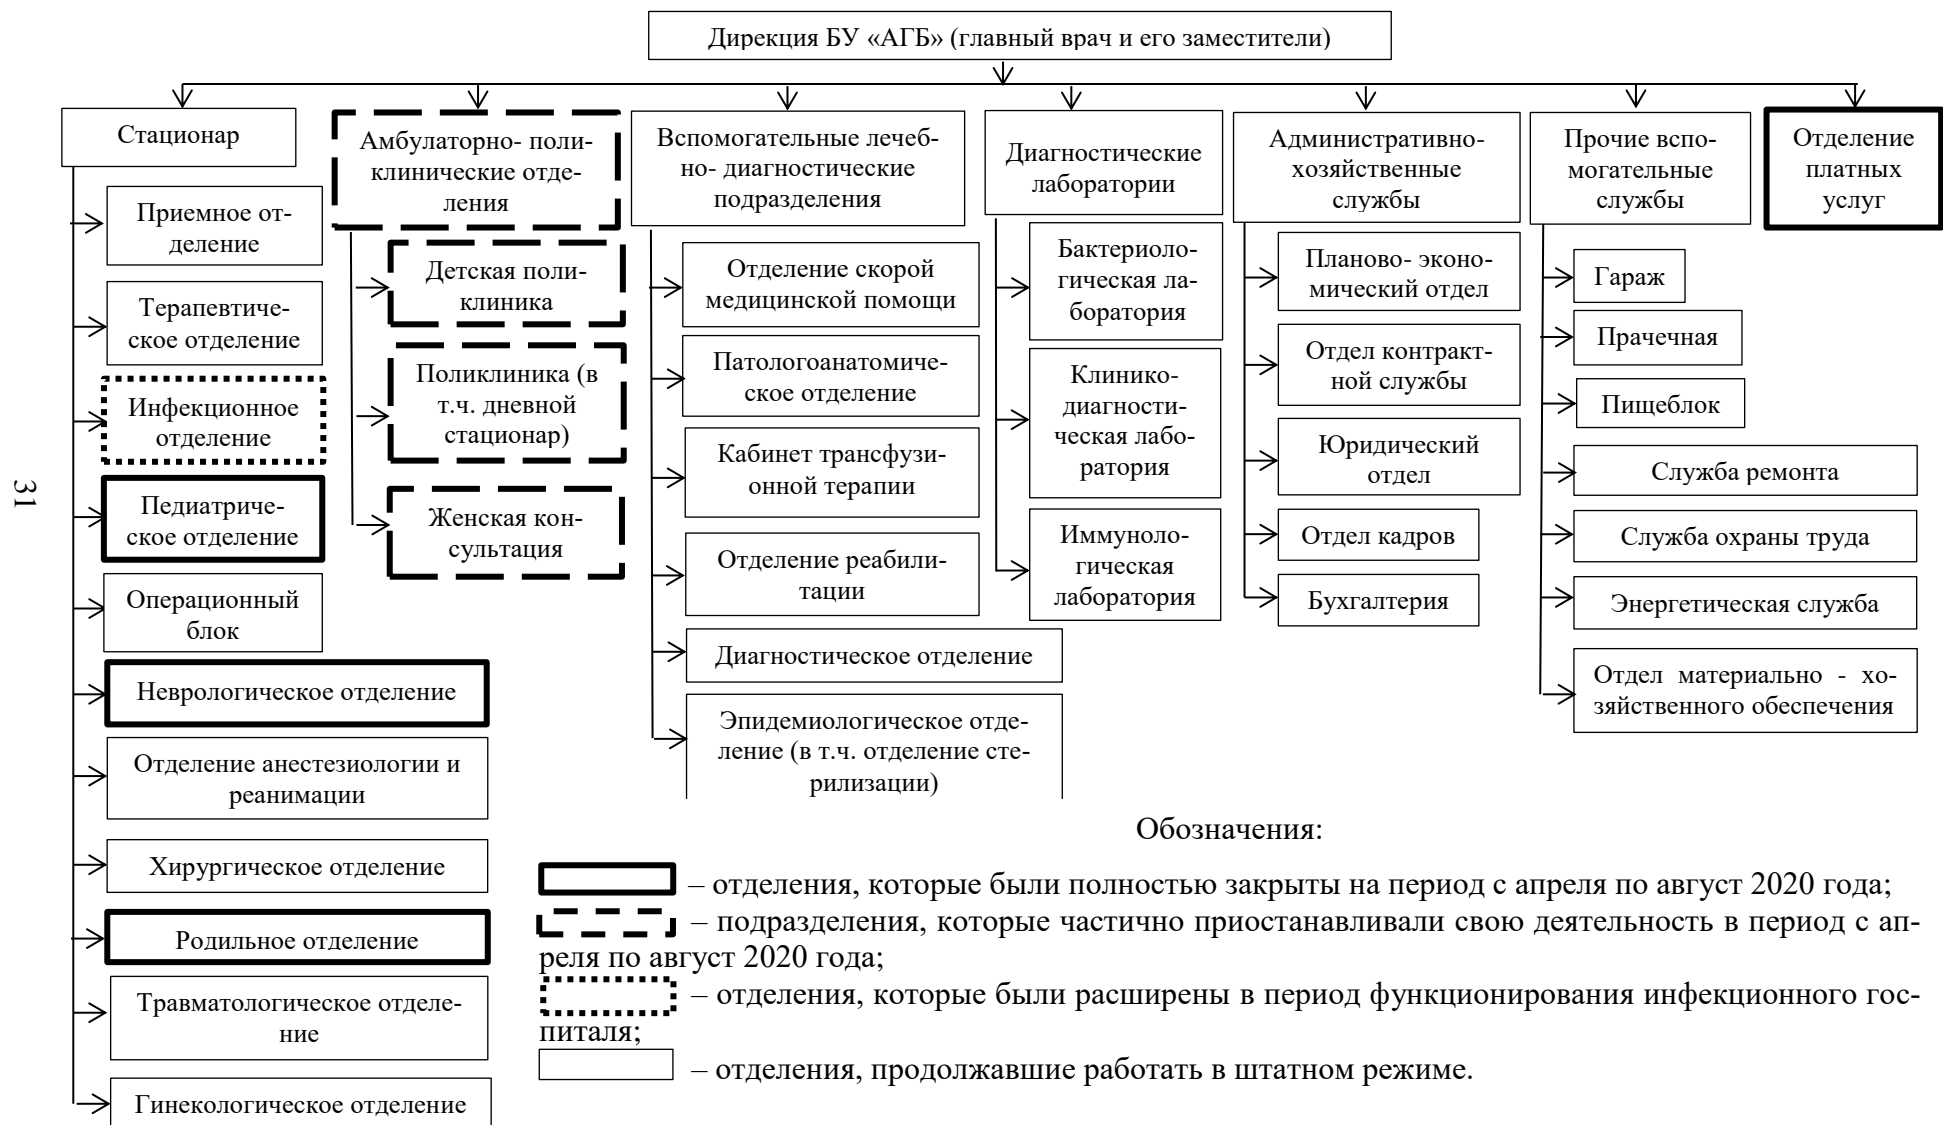 Дирекция БУ «АГБ» (главный врач и его заместители)
Стационар
Приемное от-
деление
Терапевтиче-
ское отделение
Инфекционное
отделение
Педиатриче-
ское отделение
Операционный
блок
Неврологическое отделение
Отделение анестезиологии и
реанимации
Хирургическое отделение
Родильное отделение
Травматологическое отделе-
ние
Гинекологическое отделение
Амбулаторно- поли-
клинические отде-
ления
Детская поли-
клиника
Поликлиника (в
т.ч. дневной
стационар)
Женская кон-
сультация
Вспомогательные лечеб-
но- диагностические
подразделения
Отделение скорой
медицинской помощи
Патологоанатомиче-
ское отделение
Кабинет трансфузи-
онной терапии
Отделение реабили-
тации
Диагностическое отделение
Эпидемиологическое отде-
ление (в т.ч. отделение сте-
рилизации)
Диагностические
лаборатории
Бактериоло-
гическая ла-
боратория
Клинико-
диагности-
ческая лабо-
ратория
Иммуноло-
гическая
лаборатория
Административно-
хозяйственные
службы
Планово- эконо-
мический отдел
Отдел контракт-
ной службы
Юридический
отдел
Отдел кадров
Бухгалтерия
Прочие вспо-
могательные
службы
Гараж
Прачечная
Пищеблок
Служба ремонта
Служба охраны труда
Энергетическая служба
Отдел материально - хо-
зяйственного обеспечения
Отделение
платных
услуг
Обозначения:
– отделения, которые были полностью закрыты на период с апреля по август 2020 года;
– подразделения, которые частично приостанавливали свою деятельность в период с ап-
реля по август 2020 года;
– отделения, которые были расширены в период функционирования инфекционного гос-
питаля;
– отделения, продолжавшие работать в штатном режиме.
31